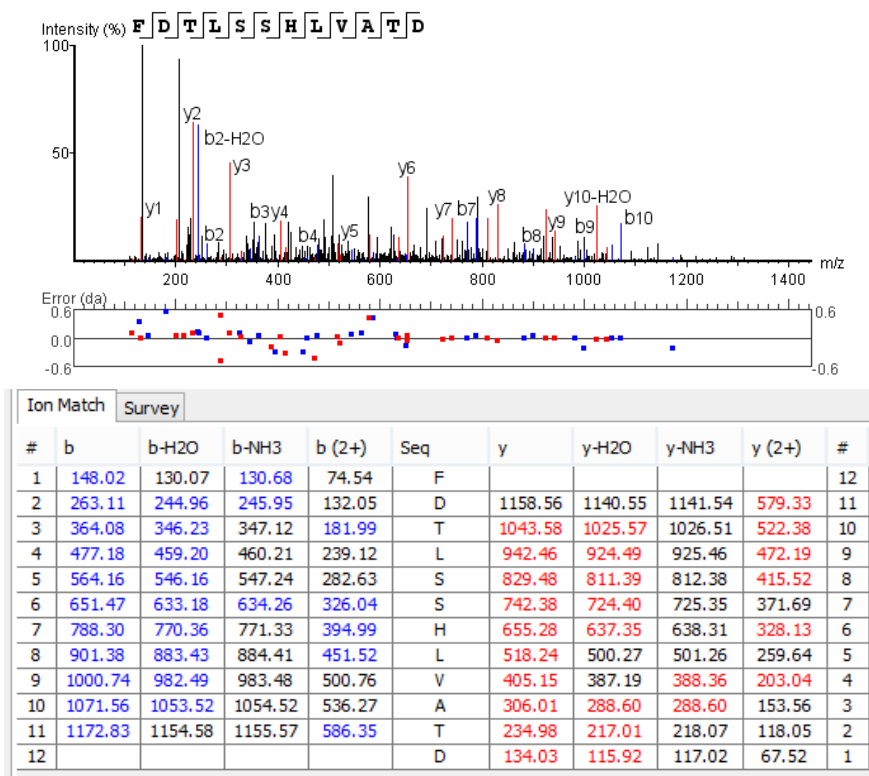 Intensity (%) F D T L S S H L V A T D
100
50
y1 y2 b2-H2O b2 y3 b3 y4 b4 y5 y6 y7 b7 y8 b8 y9 y10-H2O b9 b10
200 400 600 800 1000 1200 1400 m/z
Error (da)
0.6 0.6
0.0 0.0
-0.6 -0.6
Ion Match Survey
# b b-H2O b-NH3 b (2+) Seq y y-H2O y-NH3 y (2+) #
1 148.02 130.07 130.68 74.54 F 12
2 263.11 244.96 245.95 132.05 D 1158.56 1140.55 1141.54 579.33 11
3 364.08 346.23 347.12 181.99 T 1043.58 1025.57 1026.51 522.38 10
4 477.18 459.20 460.21 239.12 L 942.46 924.49 925.46 472.19 9
5 564.16 546.16 547.24 282.63 S 829.48 811.39 812.38 415.52 8
6 651.47 633.18 634.26 326.04 S 742.38 724.40 725.35 371.69 7
7 788.30 770.36 771.33 394.99 H 655.28 637.35 638.31 328.13 6
8 901.38 883.43 884.41 451.52 L 518.24 500.27 501.26 259.64 5
9 1000.74 982.49 983.48 500.76 V 405.15 387.19 388.36 203.04 4
10 1071.56 1053.52 1054.52 536.27 A 306.01 288.60 288.60 153.56 3
11 1172.83 1154.58 1155.57 586.35 T 234.98 217.01 218.07 118.05 2
12 D 134.03 115.92 117.02 67.52 1